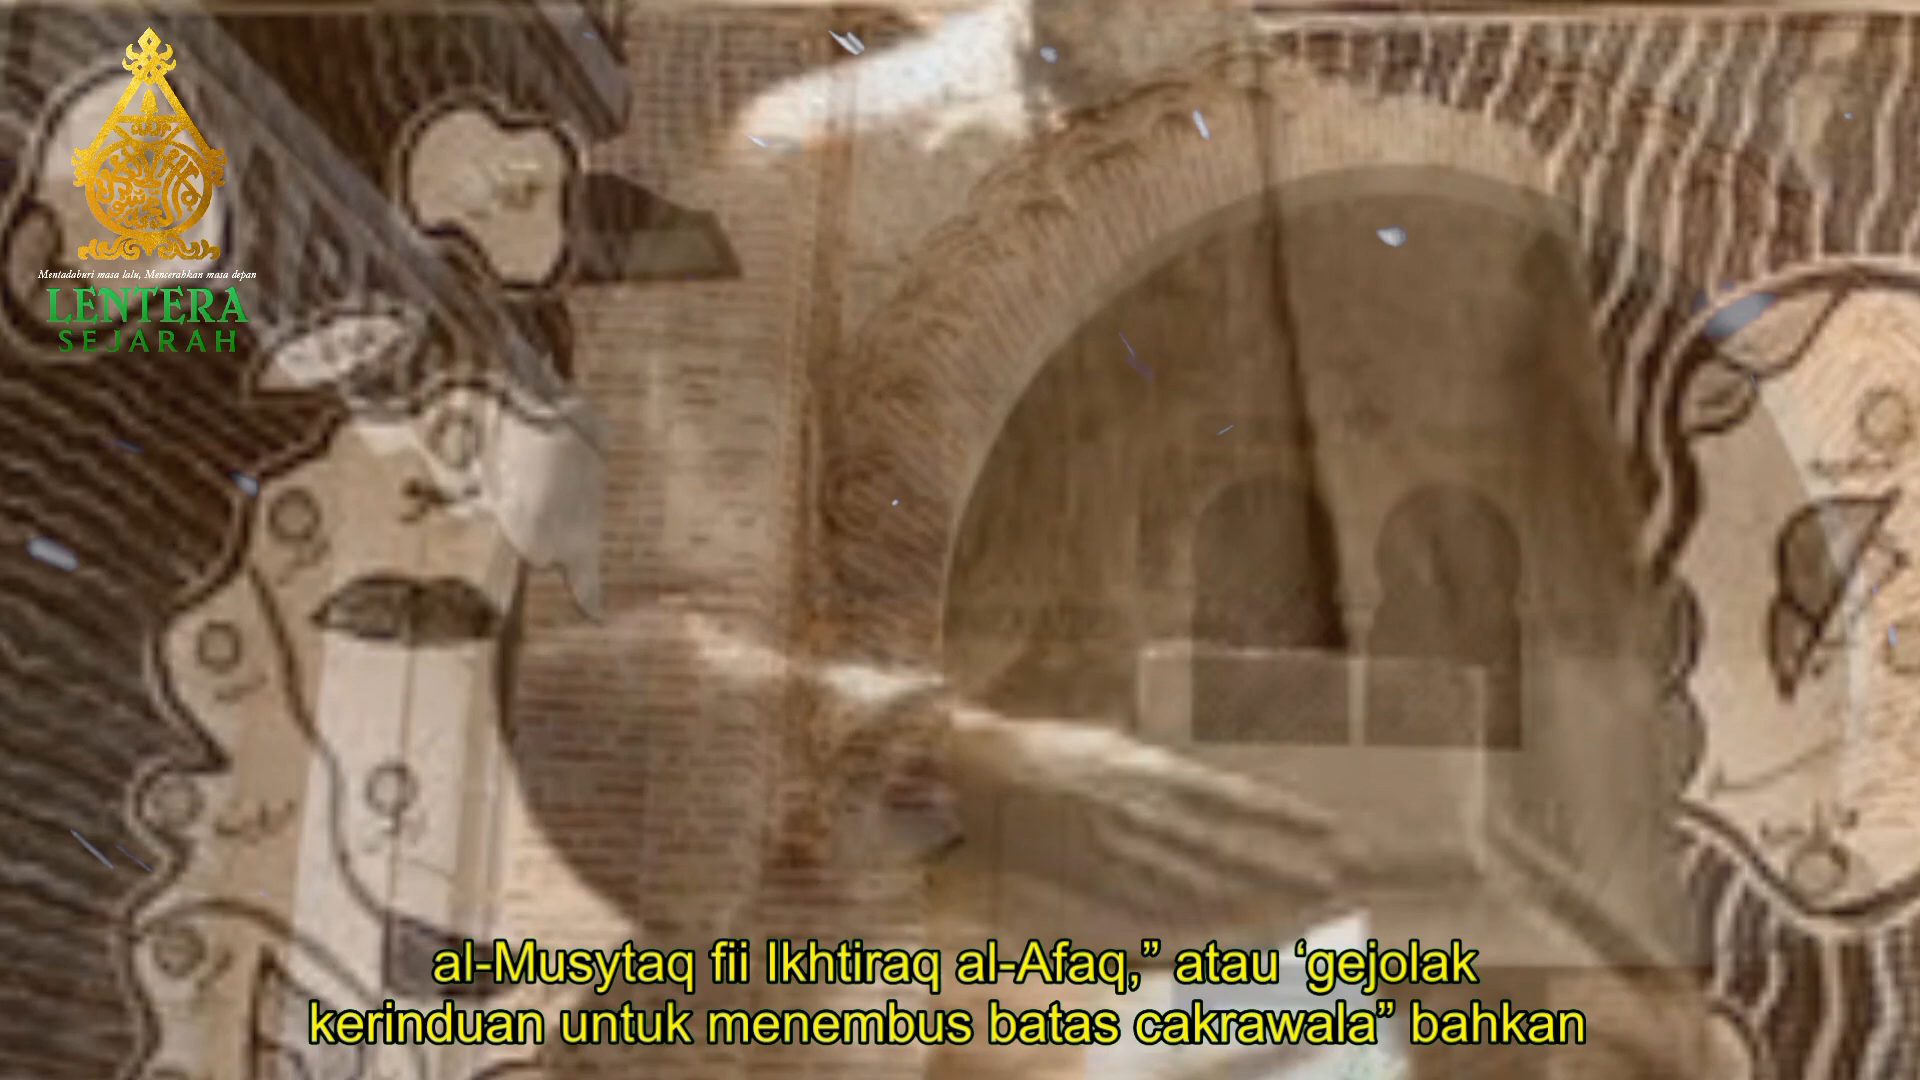 Mentadaburi masa lalu, Mencerahkan masa depan
LENTERA
SEJARAH
al-Musytaq fii Ikhtiraq al-Afaq,” atau ‘gejolak
kerinduan untuk menembus batas cakrawala” bahkan